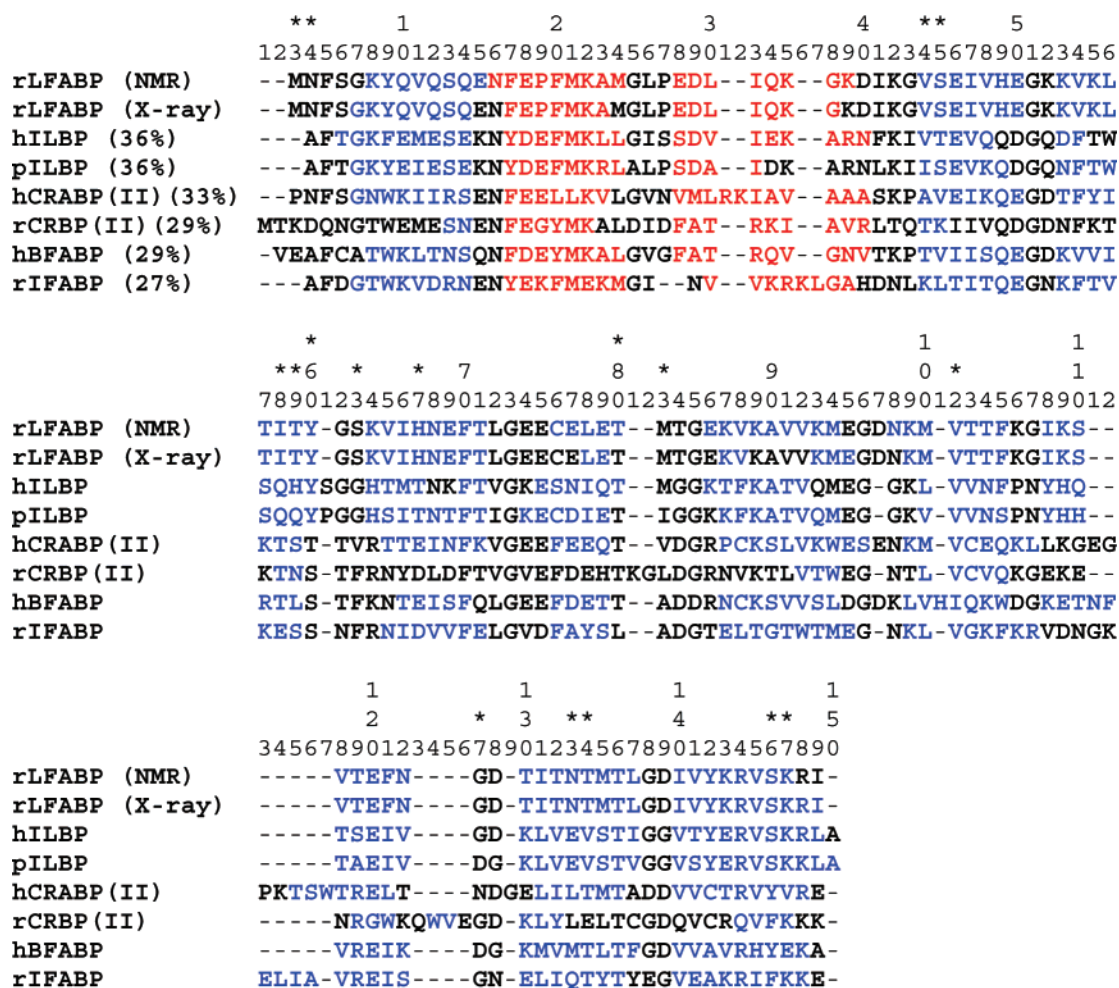 ** 1 2 3 4 ** 5
12345678901234567890123456789012345678901234567890123456
rLFABP (NMR) --MNFSGKYQVQSQENFEPFMKAMGLPEDL--IQK--GKDIKGVSEIVHEGKKVKL
rLFABP (X-ray) --MNFSGKYQVQSQENFEPFMKAMGLPEDL--IQK--GKDIKGVSEIVHEGKKVKL
hILBP (36%) ---AFTGKFEMESEKNYDEFMKLLGISSDV--IEK--ARNFKIVTEVQQDGQDFTW
pILBP (36%) ---AFTGKYEIESEKNYDEFMKRLALPSDA--IDK--ARNLKIISEVKQDGQNFTW
hCRABP(II)(33%) --PNFSGNWKIIRSENFEELLKVLGVNVMLRKIAV--AAASKPAVEIKQEGDTFYI
rCRBP(II)(29%) MTKDQNGTWEMESNENFEGYMKALDIDFAT--RKI--AVRLTQTKIIVQDGDNFKT
hBFABP (29%) -VEAFCATWKLTNSQNFDEYMKALGVGFAT--RQV--GNVTKPTVIISQEGDKVVI
rIFABP (27%) ---AFDGTWKVDRNENYEKFMEKMGI--NV--VKRKLGAHDNLKLTITQEGNKFTV
* * 1 1
**6 * * 7 8 * 9 0 * 1
78901234567890123456789012345678901234567890123456789012
rLFABP (NMR) TITY-GSKVIHNEFTLGEECELET--MTGEKVKAVVKMEGDNKM-VTTFKGIKS--
rLFABP (X-ray) TITY-GSKVIHNEFTLGEECELET--MTGEKVKAVVKMEGDNKM-VTTFKGIKS--
hILBP SQHYSGGHTMTNKFTVGKESNIQT--MGGKTFKATVQMEG-GKL-VVNFPNYHQ--
pILBP SQQYPGGHSITNTFTIGKECDIET--IGGKKFKATVQMEG-GKV-VVNSPNYHH--
hCRABP(II) KTST-TVRTTEINFKVGEEFEEQT--VDGRPCKSLVKWESENKM-VCEQKLLKGEG
rCRBP(II) KTNS-TFRNYDLDFTVGVEFDEHTKGLDGRNVKTLVTWEG-NTL-VCVQKGEKE--
hBFABP RTLS-TFKNTEISFQLGEEFDETT--ADDRNCKSVVSLDGDKLVHIQKWDGKETNF
rIFABP KESS-NFRNIDVVFELGVDFAYSL--ADGTELTGTWTMEG-NKL-VGKFKRVDNGK
1 1 1 1
2 * 3 ** 4 ** 5
34567890123456789012345678901234567890
rLFABP (NMR) -----VTEFN----GD-TITNTMTLGDIVYKRVSKRI-
rLFABP (X-ray) -----VTEFN----GD-TITNTMTLGDIVYKRVSKRI-
hILBP -----TSEIV----GD-KLVEVSTIGGVTYERVSKRLA
pILBP -----TAEIV----DG-KLVEVSTVGGVSYERVSKKLA
hCRABP(II) PKTSWTRELT----NDGELILTMTADDVVCTRVYVRE-
rCRBP(II) -----NRGWKQWVEGD-KLYLELTCGDQVCRQVFKKK-
hBFABP -----VREIK----DG-KMVMTLTFGDVVAVRHYEKA-
rIFABP ELIA-VREIS----GN-ELIQTYTYEGVEAKRIFKKE-